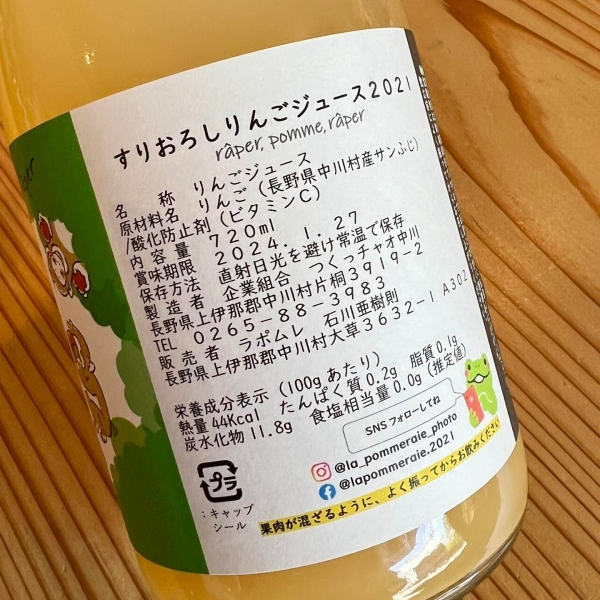 すりおろしりんごジュース2021
râper, pomme, râper
名称 りんごジュース
原材料名 りんご(長野県中川村産サンふじ)
/酸化防止剤(ビタミンC)
内容量 720ml
賞味期限 2024.1.27
保存方法 直射日光を避け常温で保存
製造者 企業組合 つくっチャオ中川
長野県上伊那郡中川村片桐3919-2
TEL 0265-88-3983
販売者 ラポムレ 石川亜樹則
長野県上伊那郡中川村大草3632-1 A302
栄養成分表示(100gあたり)
熱量 44Kcal たんぱく質0.2g 脂質0.1g
炭水化物 11.8g 食塩相当量 0.0g(推定値)
SNSフォローしてね
@la_pommeraie_photo
@lapommeraie.2021
プラ
:キャップ
シール
果肉が混ざるように、よく振ってからお飲みください